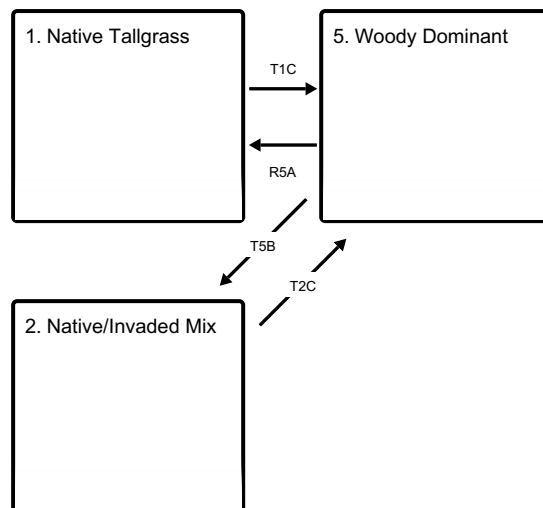 1. Native Tallgrass
5. Woody Dominant
T1C
R5A
T5B
T2C
2. Native/Invaded Mix